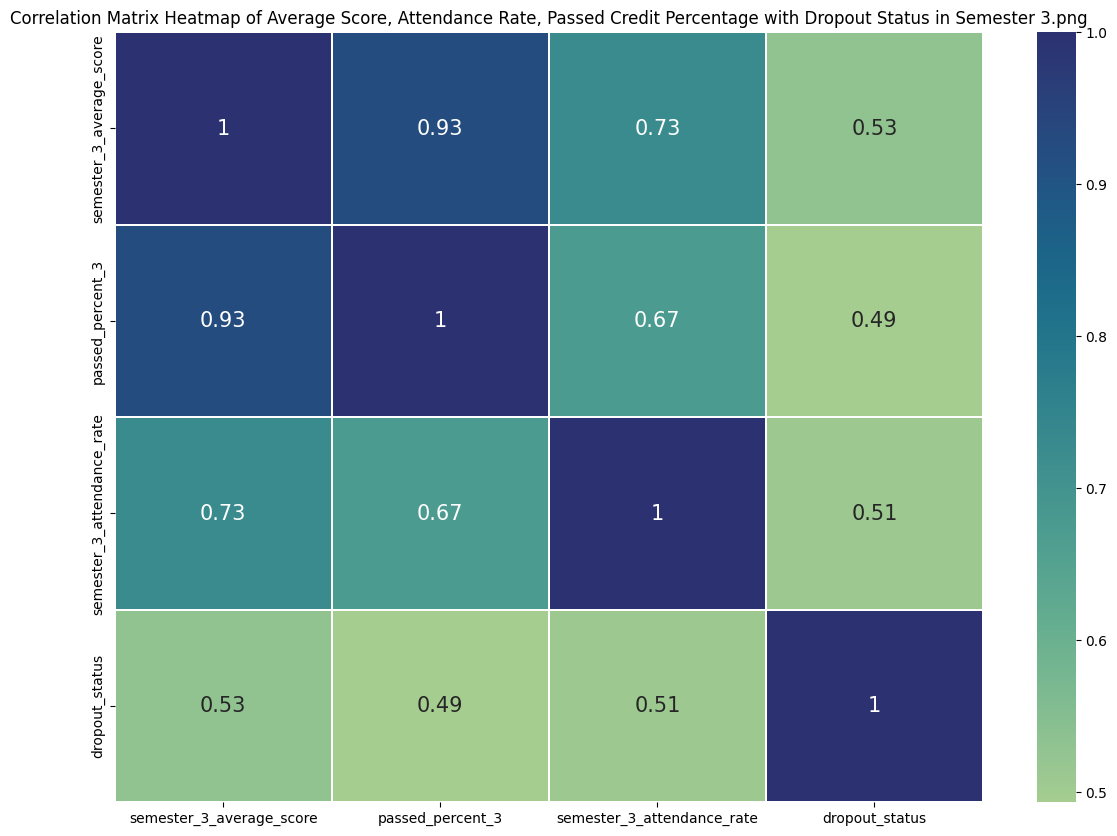 Correlation Matrix Heatmap of Average Score, Attendance Rate, Passed Credit Percentage with Dropout Status in Semester 3.png
semester_3_average_score
1
0.93
0.73
0.53
passed_percent_3
0.93
1
0.67
0.49
semester_3_attendance_rate
0.73
0.67
1
0.51
dropout_status
0.53
0.49
0.51
1
semester_3_average_score
passed_percent_3
semester_3_attendance_rate
dropout_status
1.0
0.9
0.8
0.7
0.6
0.5